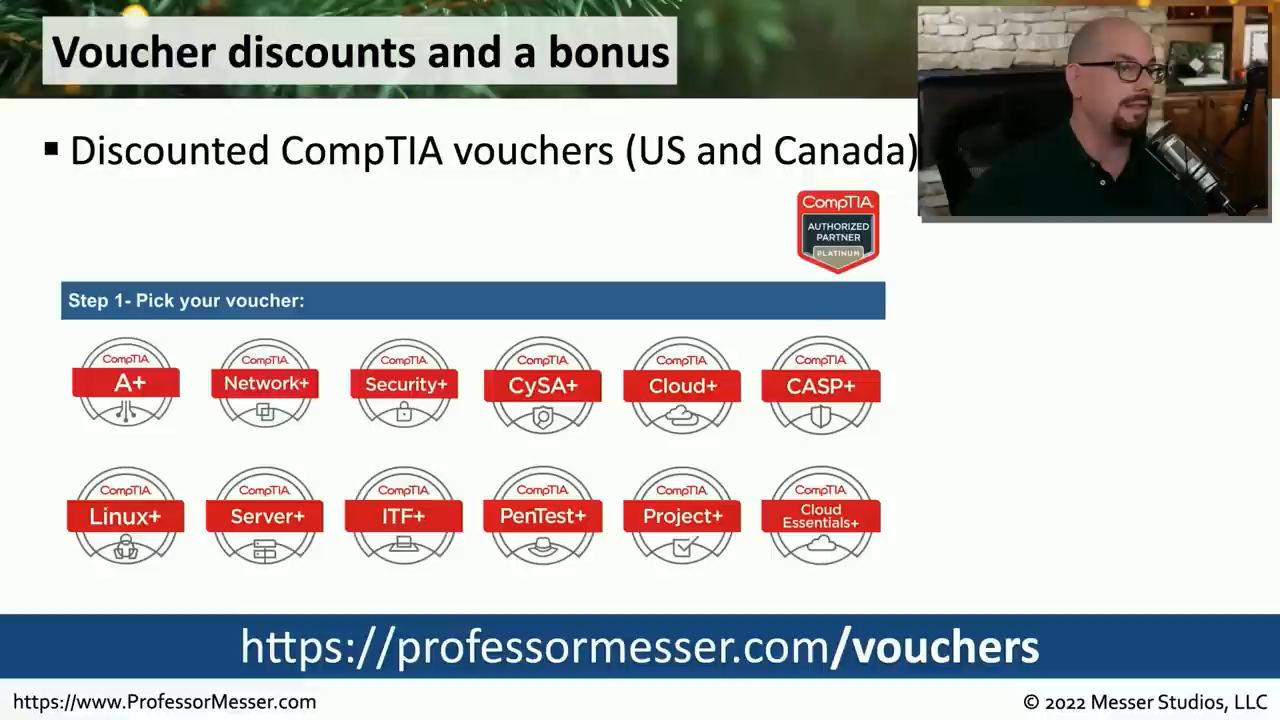 Voucher discounts and a bonus
▪ Discounted CompTIA vouchers (US and Canada)
CompTIA.
AUTHORIZED
PARTNER
PLATINUM
Step 1- Pick your voucher:
CompTIA. CompTIA. CompTIA. CompTIA. CompTIA. CompTIA.
A+ Network+ Security+ CySA+ Cloud+ CASP+
CompTIA. CompTIA. CompTIA. CompTIA. CompTIA. CompTIA.
Linux+ Server+ ITF+ PenTest+ Project+ Cloud Essentials+
https://professormesser.com/vouchers
https://www.ProfessorMesser.com
© 2022 Messer Studios, LLC